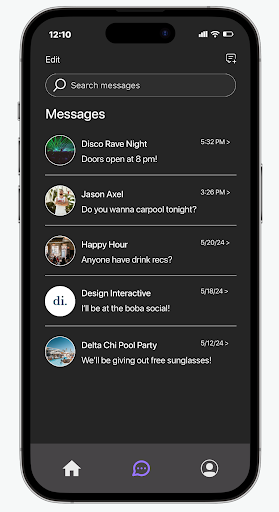 12:10
Edit
Search messages
Messages
Disco Rave Night 5:32 PM >
Doors open at 8 pm!
Jason Axel 3:26 PM >
Do you wanna carpool tonight?
Happy Hour 5/20/24 >
Anyone have drink recs?
di.
Design Interactive 5/18/24 >
I'll be at the boba social!
Delta Chi Pool Party 5/12/24 >
We'll be giving out free sunglasses!